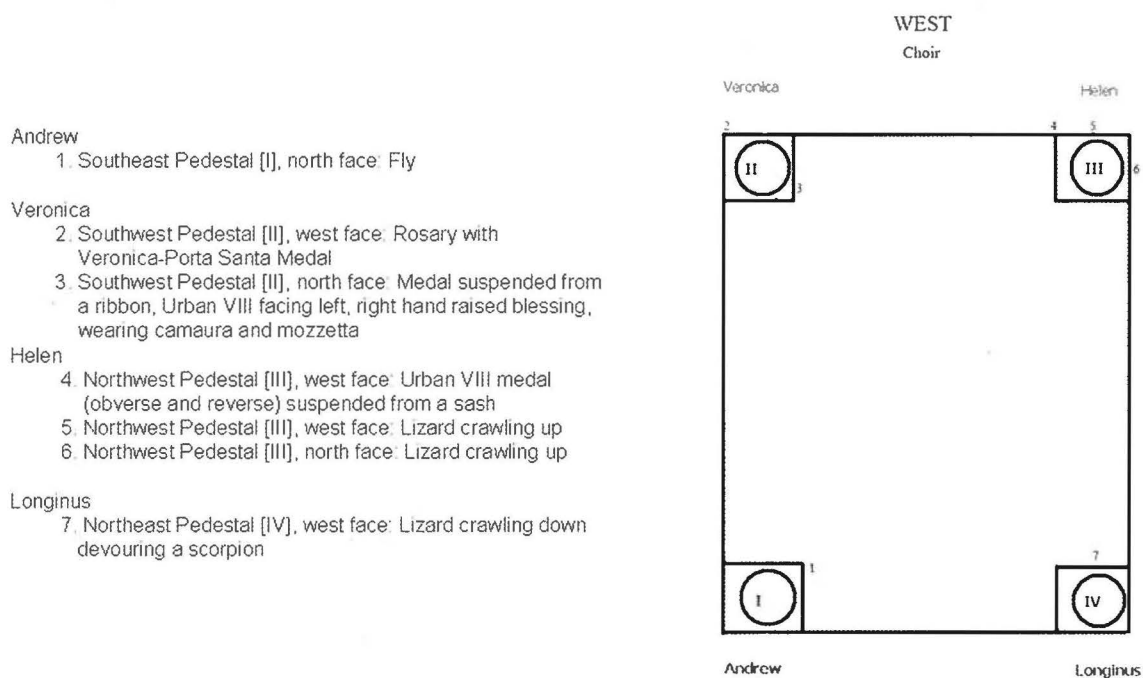 Andrew
1. Southeast Pedestal [I], north face: Fly
Veronica
2. Southwest Pedestal [II], west face: Rosary with
Veronica-Porta Santa Medal
3. Southwest Pedestal [II], north face: Medal suspended from
a ribbon, Urban VIII facing left, right hand raised blessing,
wearing camaura and mozzetta
Helen
4. Northwest Pedestal [III], west face: Urban VIII medal
(obverse and reverse) suspended from a sash
5. Northwest Pedestal [III], west face: Lizard crawling up
6. Northwest Pedestal [III], north face: Lizard crawling up
Longinus
7. Northeast Pedestal [IV], west face: Lizard crawling down
devouring a scorpion
WEST
Choir
Veronica Helen
2 4 5
II III 6
3
1 7
I IV
Andrew Longinus